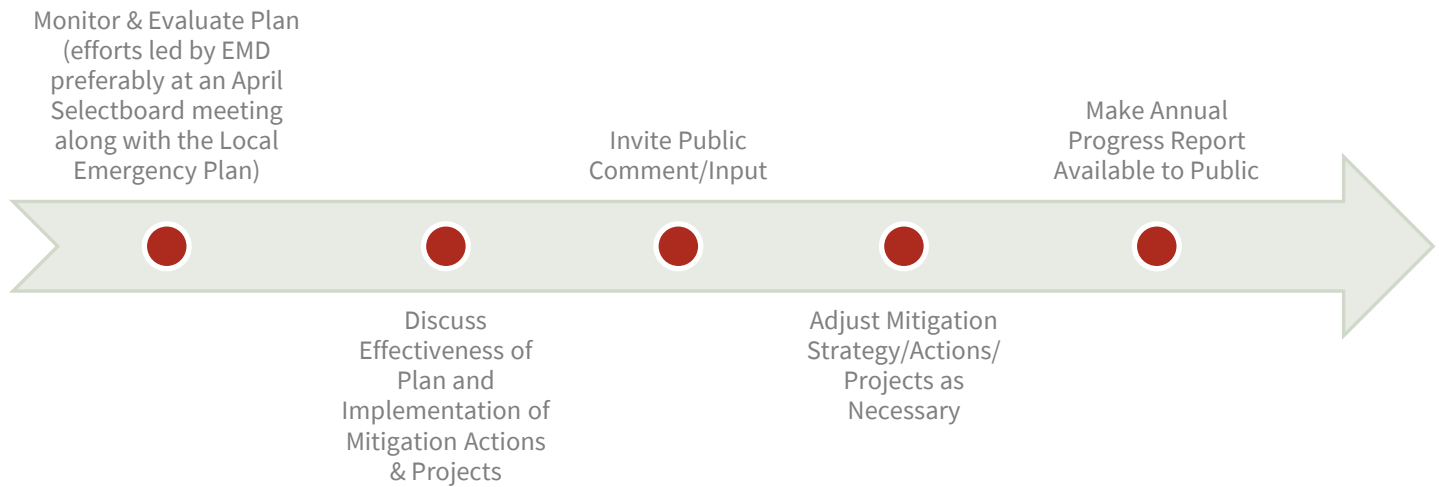 Monitor & Evaluate Plan
(efforts led by EMD
preferably at an April
Selectboard meeting
along with the Local
Emergency Plan)
Discuss
Effectiveness of
Plan and
Implementation of
Mitigation Actions
& Projects
Invite Public
Comment/Input
Adjust Mitigation
Strategy/Actions/
Projects as
Necessary
Make Annual
Progress Report
Available to Public